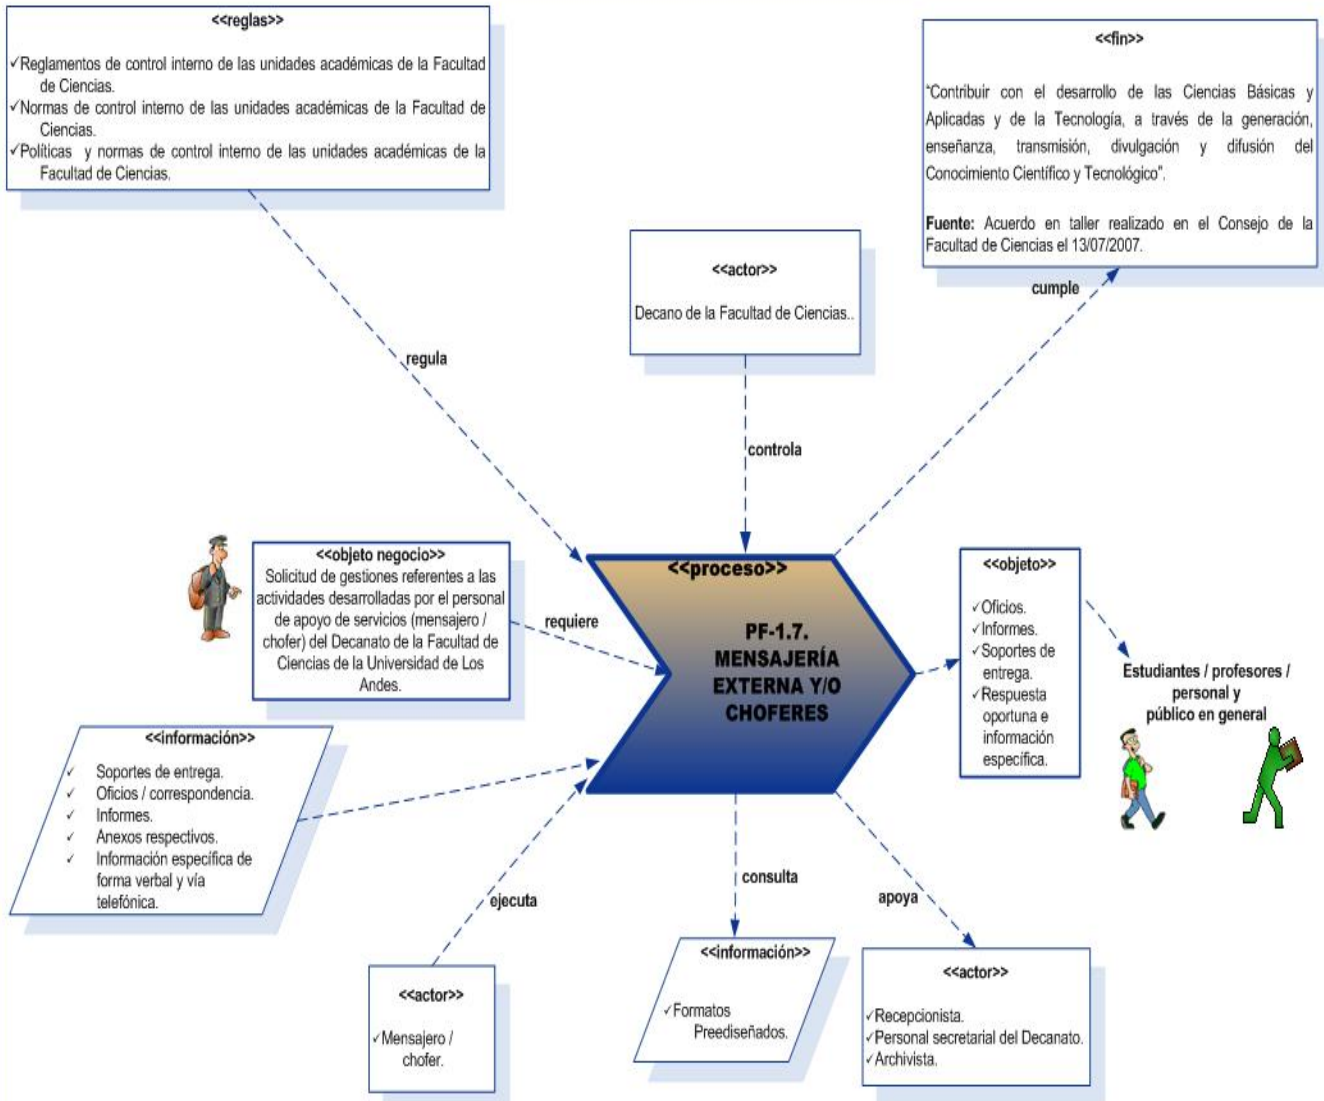 <<reglas>>
✓Reglamentos de control interno de las unidades académicas de la Facultad
de Ciencias.
✓Normas de control interno de las unidades académicas de la Facultad de
Ciencias.
✓Políticas y normas de control interno de las unidades académicas de la
Facultad de Ciencias.
<<fin>>
“Contribuir con el desarrollo de las Ciencias Básicas y
Aplicadas y de la Tecnología, a través de la generación,
enseñanza, transmisión, divulgación y difusión del
Conocimiento Científico y Tecnológico”.
Fuente: Acuerdo en taller realizado en el Consejo de la
Facultad de Ciencias el 13/07/2007.
<<actor>>
Decano de la Facultad de Ciencias..
cumple
regula
controla
<<objeto negocio>>
Solicitud de gestiones referentes a las
actividades desarrolladas por el personal
de apoyo de servicios (mensajero /
chofer) del Decanato de la Facultad de
Ciencias de la Universidad de Los
Andes.
requiere
<<proceso>>
PF-1.7.
MENSAJERÍA
EXTERNA Y/O
CHOFERES
<<objeto>>
✓Oficios.
✓Informes.
✓Soportes de
entrega.
✓Respuesta
oportuna e
información
específica.
Estudiantes / profesores /
personal y
público en general
<<información>>
✓ Soportes de entrega.
✓ Oficios / correspondencia.
✓ Informes.
✓ Anexos respectivos.
✓ Información específica de
forma verbal y vía
telefónica.
ejecuta
consulta
apoya
<<actor>>
✓Mensajero /
chofer.
<<información>>
✓Formatos
Preediseñados.
<<actor>>
✓Recepcionista.
✓Personal secretarial del Decanato.
✓Archivista.